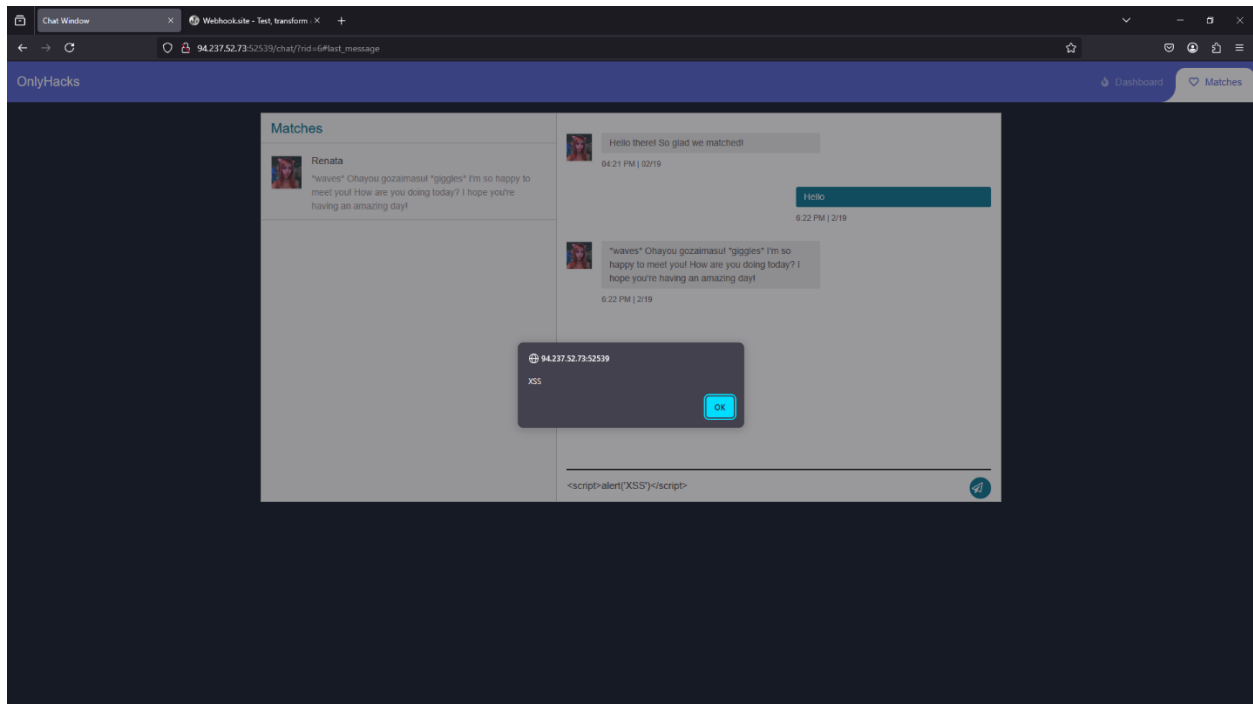 Chat Window
Webhook.site - Test, transform
94.237.52.73:52539/chat/?rid=6#last_message
OnlyHacks
Dashboard
Matches
Matches
Renata
*waves* Ohayou gozaimasu! *giggles* I'm so happy to
meet you! How are you doing today? I hope you're
having an amazing day!
Hello there! So glad we matched!
04:21 PM | 02/19
Hello
6:22 PM | 2/19
*waves* Ohayou gozaimasu! *giggles* I'm so
happy to meet you! How are you doing today? I
hope you're having an amazing day!
6:22 PM | 2/19
94.237.52.73:52539
XSS
OK
<script>alert('XSS')</script>